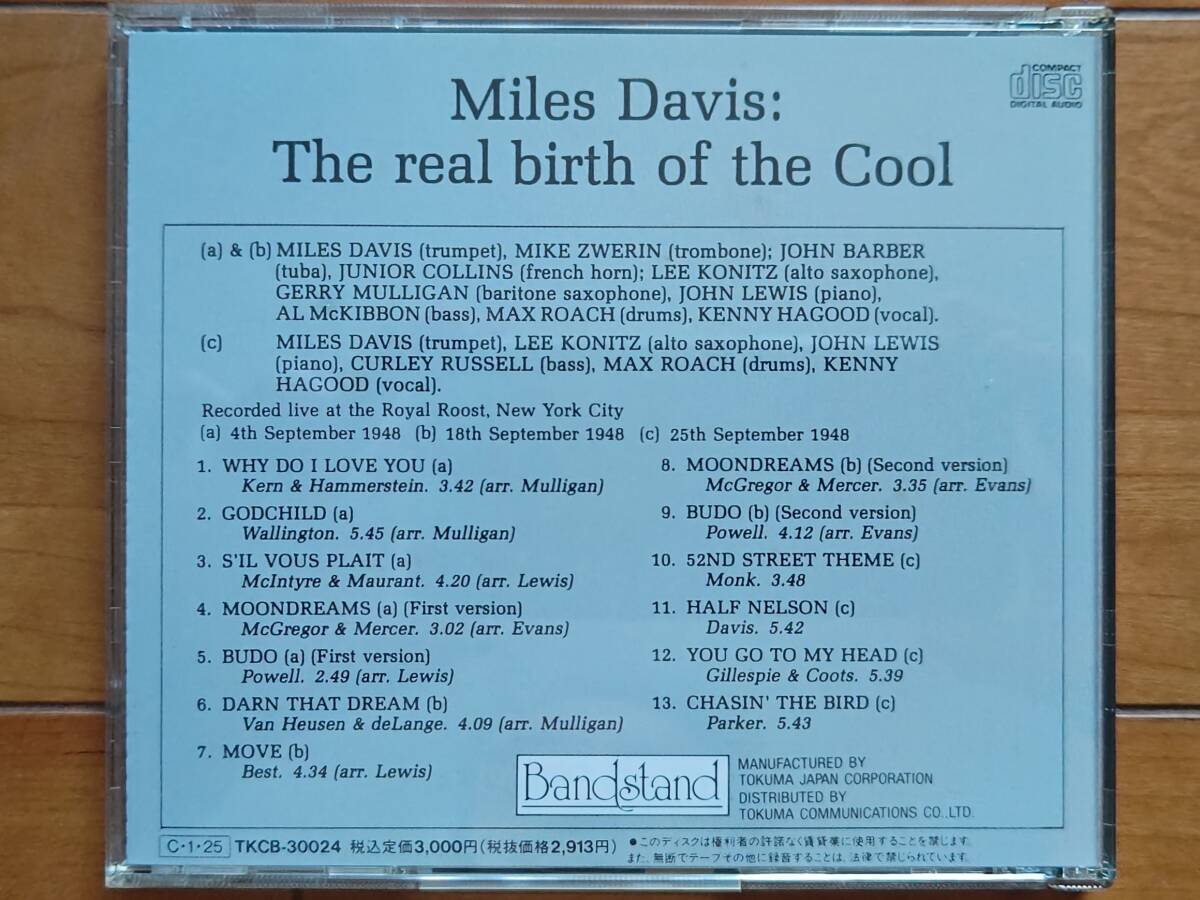 Miles Davis:
The real birth of the Cool
COMPACT
disc
DIGITAL AUDIO
(a) & (b) MILES DAVIS (trumpet), MIKE ZWERIN (trombone); JOHN BARBER
(tuba), JUNIOR COLLINS (french horn); LEE KONITZ (alto saxophone),
GERRY MULLIGAN (baritone saxophone), JOHN LEWIS (piano),
AL McKIBBON (bass), MAX ROACH (drums), KENNY HAGOOD (vocal).
(c) MILES DAVIS (trumpet), LEE KONITZ (alto saxophone), JOHN LEWIS
(piano), CURLEY RUSSELL (bass), MAX ROACH (drums), KENNY
HAGOOD (vocal).
Recorded live at the Royal Roost, New York City
(a) 4th September 1948 (b) 18th September 1948 (c) 25th September 1948
1. WHY DO I LOVE YOU (a)
Kern & Hammerstein. 3.42 (arr. Mulligan)
2. GODCHILD (a)
Wallington. 5.45 (arr. Mulligan)
3. S'IL VOUS PLAIT (a)
McIntyre & Maurant. 4.20 (arr. Lewis)
4. MOONDREAMS (a) (First version)
McGregor & Mercer. 3.02 (arr. Evans)
5. BUDO (a) (First version)
Powell. 2.49 (arr. Lewis)
6. DARN THAT DREAM (b)
Van Heusen & deLange. 4.09 (arr. Mulligan)
7. MOVE (b)
Best. 4.34 (arr. Lewis)
8. MOONDREAMS (b) (Second version)
McGregor & Mercer. 3.35 (arr. Evans)
9. BUDO (b) (Second version)
Powell. 4.12 (arr. Evans)
10. 52ND STREET THEME (c)
Monk. 3.48
11. HALF NELSON (c)
Davis. 5.42
12. YOU GO TO MY HEAD (c)
Gillespie & Coots. 5.39
13. CHASIN' THE BIRD (c)
Parker. 5.43
Bandstand
MANUFACTURED BY
TOKUMA JAPAN CORPORATION
DISTRIBUTED BY
TOKUMA COMMUNICATIONS CO.,LTD.
C・1・25 TKCB-30024 税込定価3,000円(税抜価格2,913円)
●このディスクは権利者の許諾なく賃貸業に使用することを禁じます。
また、無断でテープその他に録音することは、法律で禁じられています。